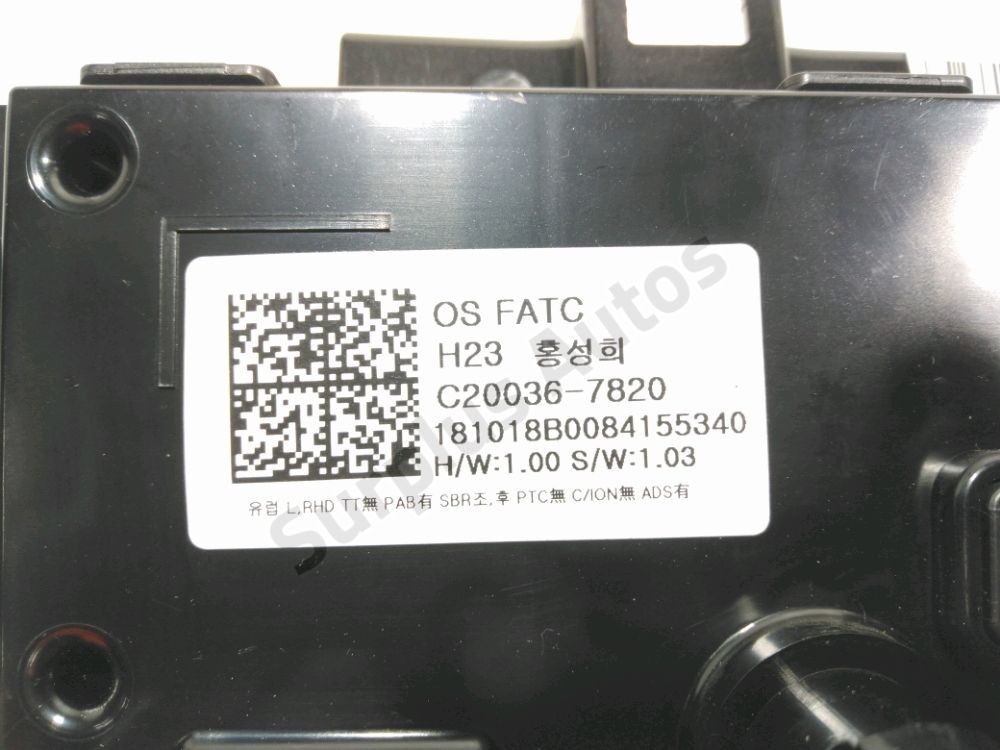 OS FATC
H23 홍성희
C20036-7820
181018B0084155340
H/W:1.00 S/W:1.03
유럽 L,RHD TT無 PAB有 SBR조,후 PTC無 C/ION無 ADS有
Surplus Autos